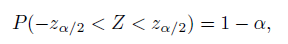 P(−z_{α/2} < Z < z_{α/2}) = 1 − α,